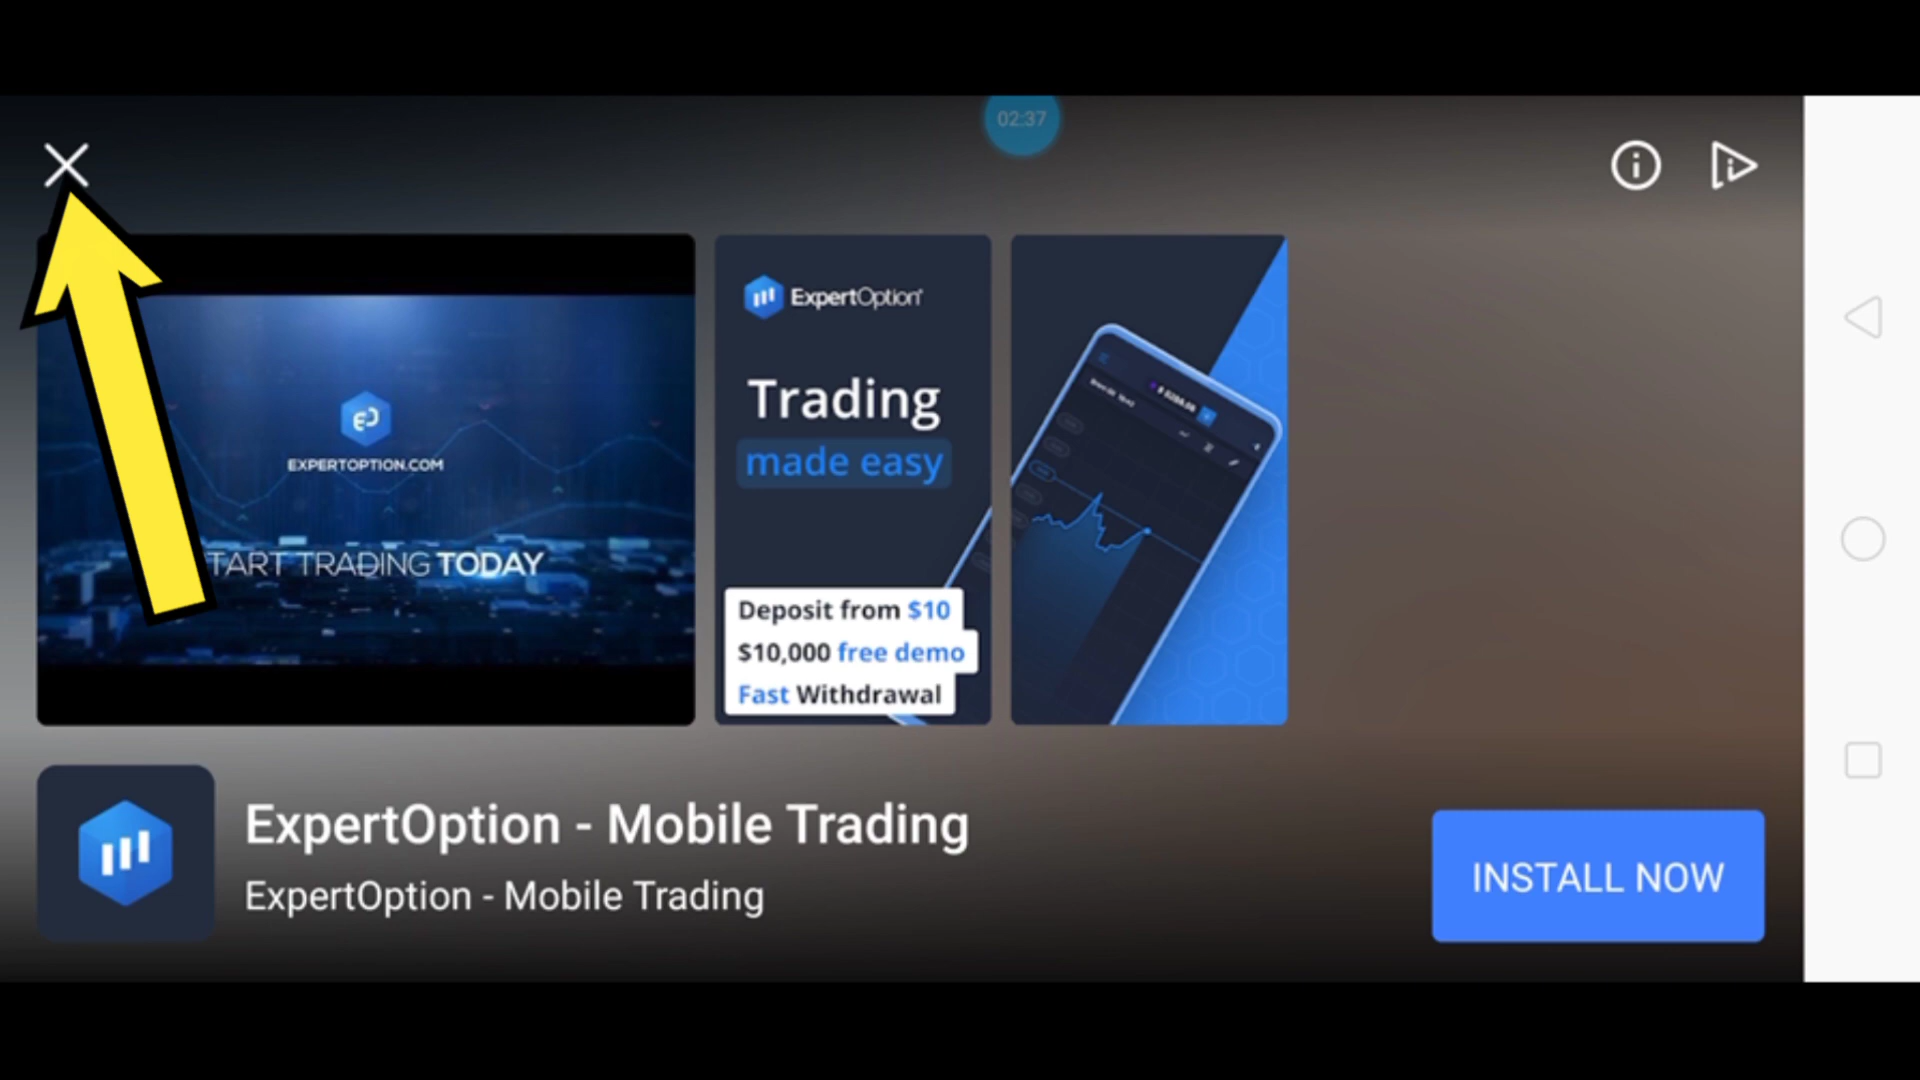 02:37
EXPERTOPTION.COM
TART TRADING TODAY
ExpertOption
Trading
made easy
Deposit from $10
$10,000 free demo
Fast Withdrawal
ExpertOption - Mobile Trading
ExpertOption - Mobile Trading
INSTALL NOW